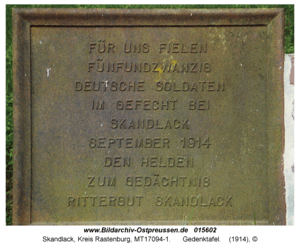 FÜR UNS FIELEN
FÜNFUNDZWANZIG
DEUTSCHE SOLDATEN
IM GEFECHT BEI
SKANDLACK
SEPTEMBER 1914
DEN HELDEN
ZUM GEDÄCHTNIS
RITTERGUT SKANDLACK
www.Bildarchiv-Ostpreussen.de 015602
Skandlack, Kreis Rastenburg, MT17094-1. Gedenktafel. (1914), ©